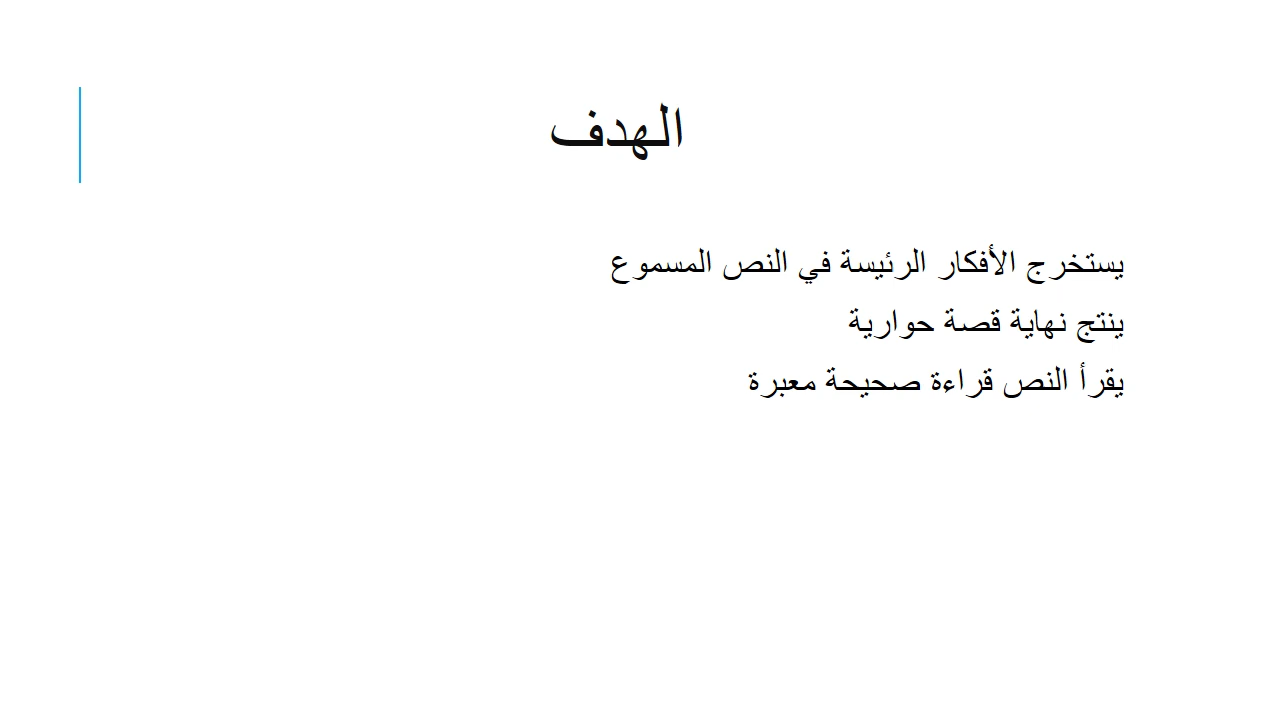 الهدف
يستخرج الأفكار الرئيسة في النص المسموع
ينتج نهاية قصة حوارية
يقرأ النص قراءة صحيحة معبرة